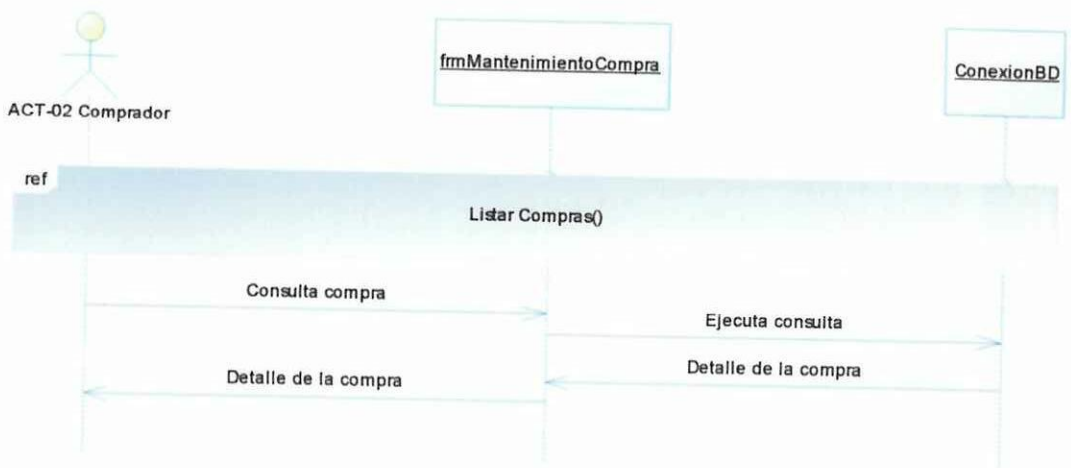 frmMantenimientoCompra
ConexionBD
ACT-02 Comprador
ref
Listar Compras()
Consulta compra
Ejecuta consulta
Detalle de la compra
Detalle de la compra